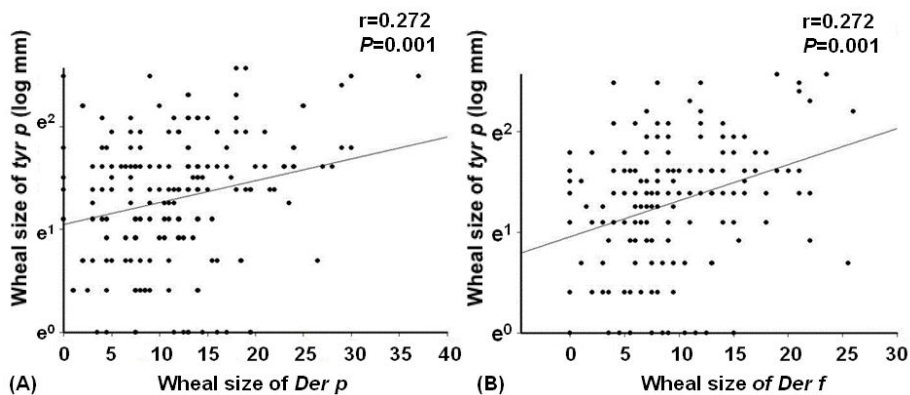 r=0.272
P=0.001
Wheal size of tyr p (log mm)
e²
e¹
e⁰
0 5 10 15 20 25 30 35 40
(A) Wheal size of Der p
r=0.272
P=0.001
Wheal size of tyr p (log mm)
e²
e¹
e⁰
0 5 10 15 20 25 30
(B) Wheal size of Der f